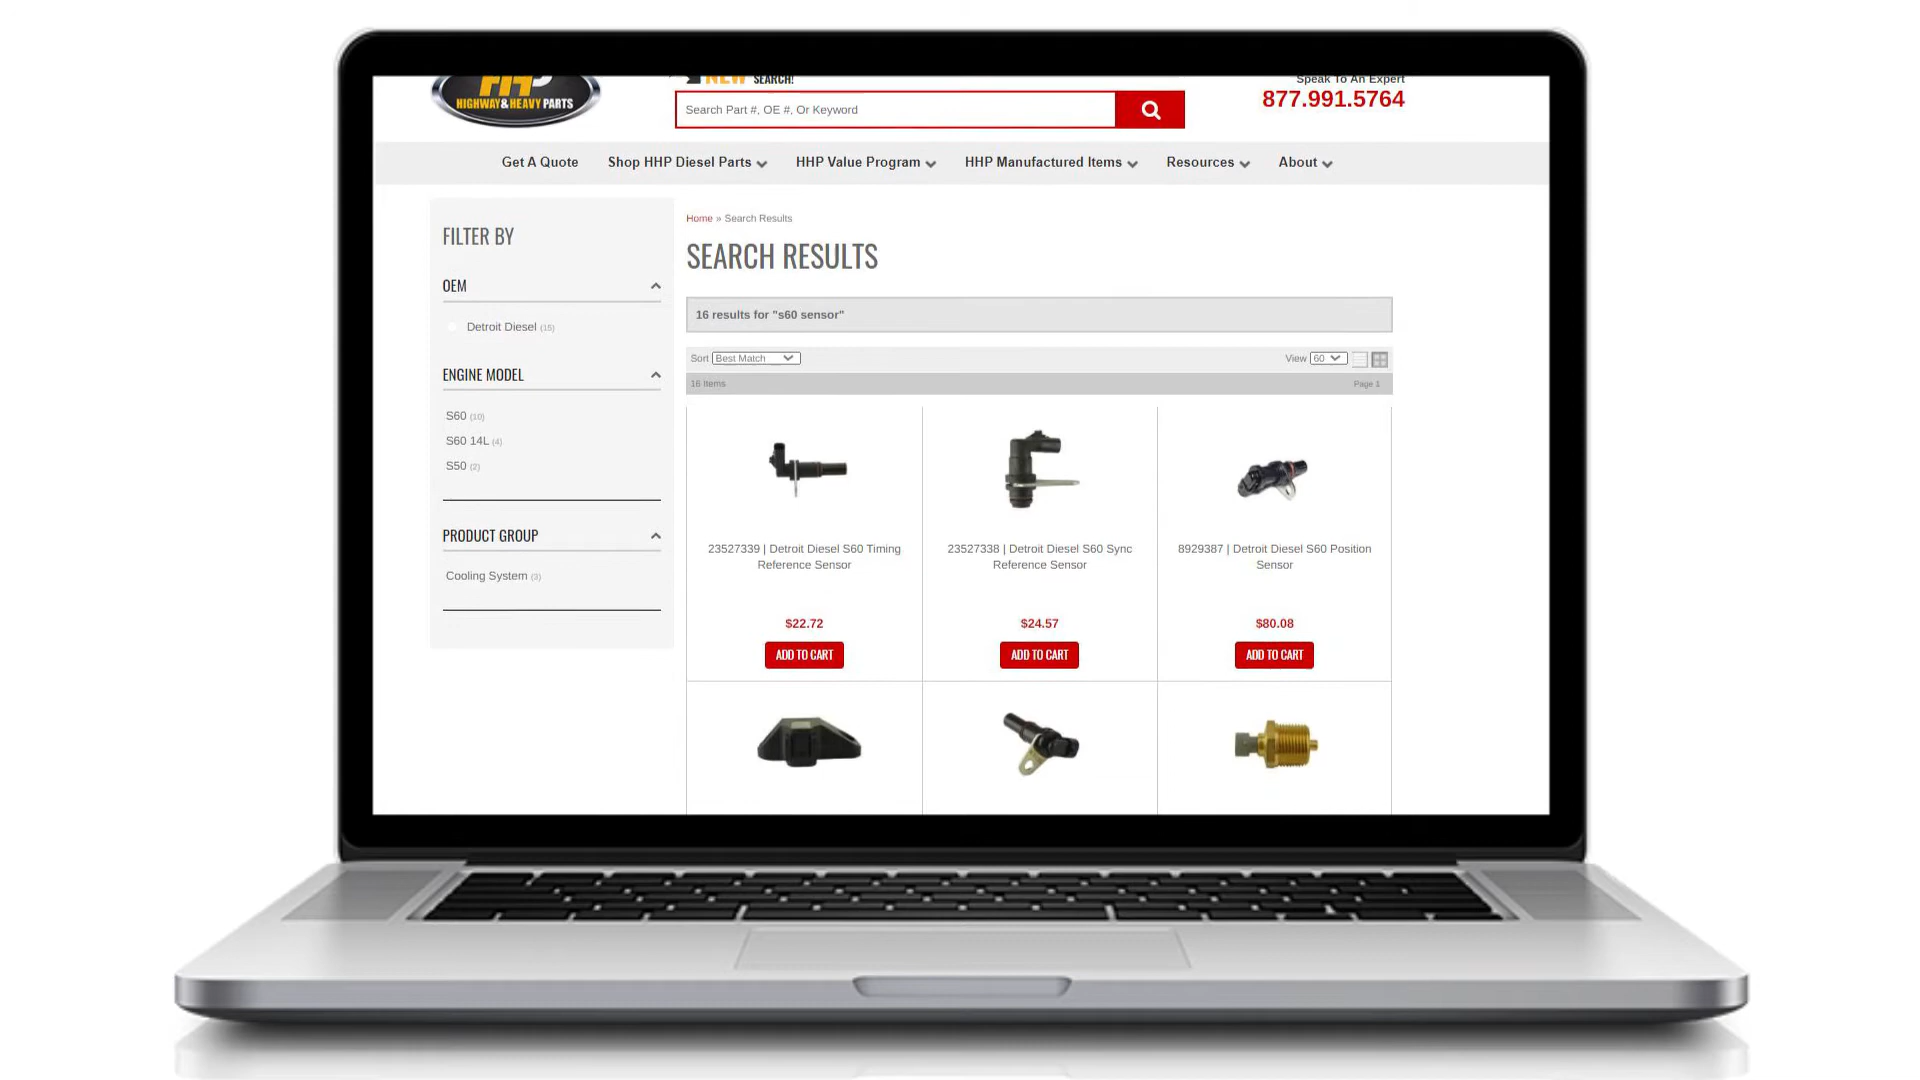 HHP
HIGHWAY & HEAVY PARTS
NEW SEARCH!
Search Part #, OE #, Or Keyword
Speak To An Expert
877.991.5764
Get A Quote
Shop HHP Diesel Parts
HHP Value Program
HHP Manufactured Items
Resources
About
FILTER BY
OEM
Detroit Diesel (15)
ENGINE MODEL
S60 (10)
S60 14L (4)
S50 (2)
PRODUCT GROUP
Cooling System (3)
Home » Search Results
SEARCH RESULTS
16 results for "s60 sensor"
Sort Best Match
View 60
16 Items
Page 1
23527339 | Detroit Diesel S60 Timing
Reference Sensor
$22.72
ADD TO CART
23527338 | Detroit Diesel S60 Sync
Reference Sensor
$24.57
ADD TO CART
8929387 | Detroit Diesel S60 Position
Sensor
$80.08
ADD TO CART